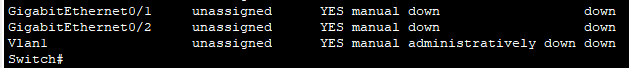 GigabitEthernet0/1     unassigned      YES manual down                  down
GigabitEthernet0/2     unassigned      YES manual down                  down
Vlan1                  unassigned      YES manual administratively down down
Switch#